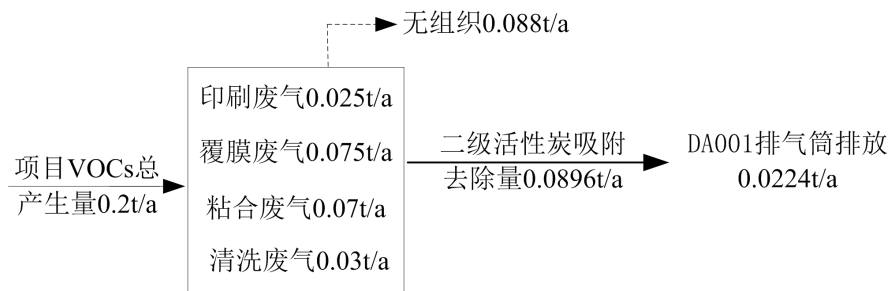 无组织0.088t/a
印刷废气0.025t/a
覆膜废气0.075t/a
粘合废气0.07t/a
清洗废气0.03t/a
项目VOCs总
产生量0.2t/a
二级活性炭吸附
去除量0.0896t/a
DA001排气筒排放
0.0224t/a